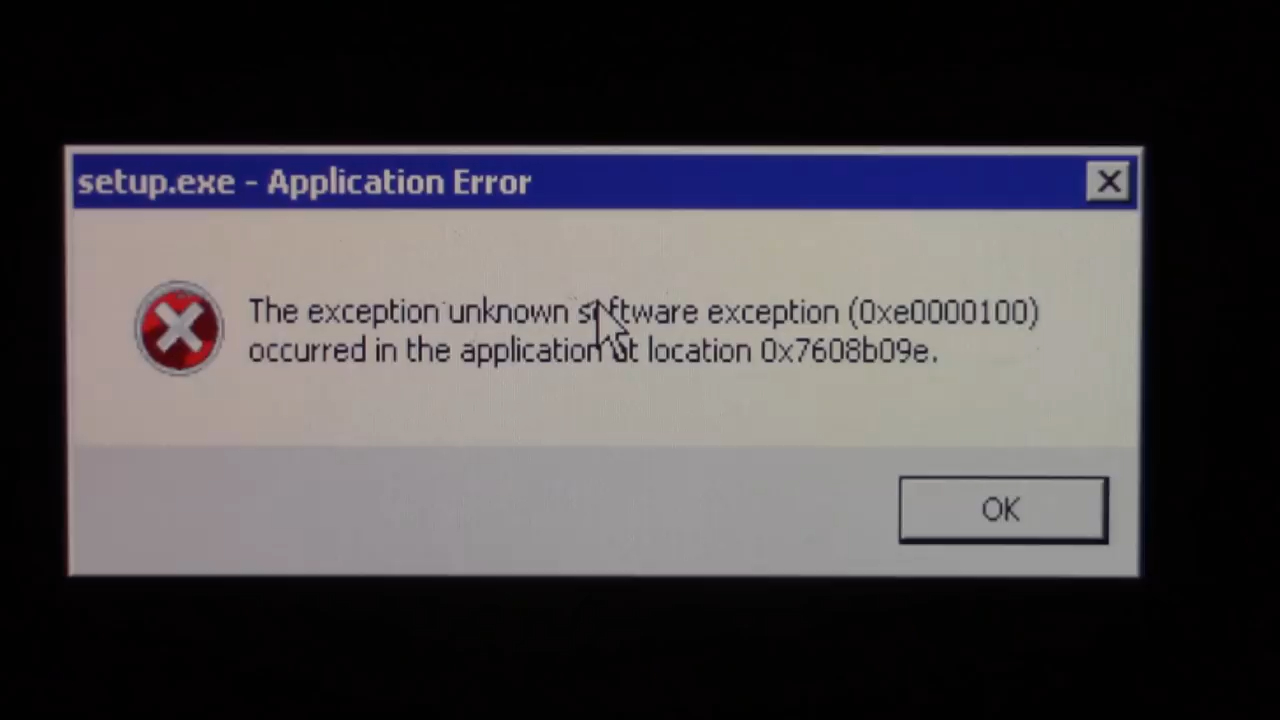 setup.exe - Application Error
The exception unknown software exception (0xe0000100)
occurred in the application at location 0x7608b09e.
OK